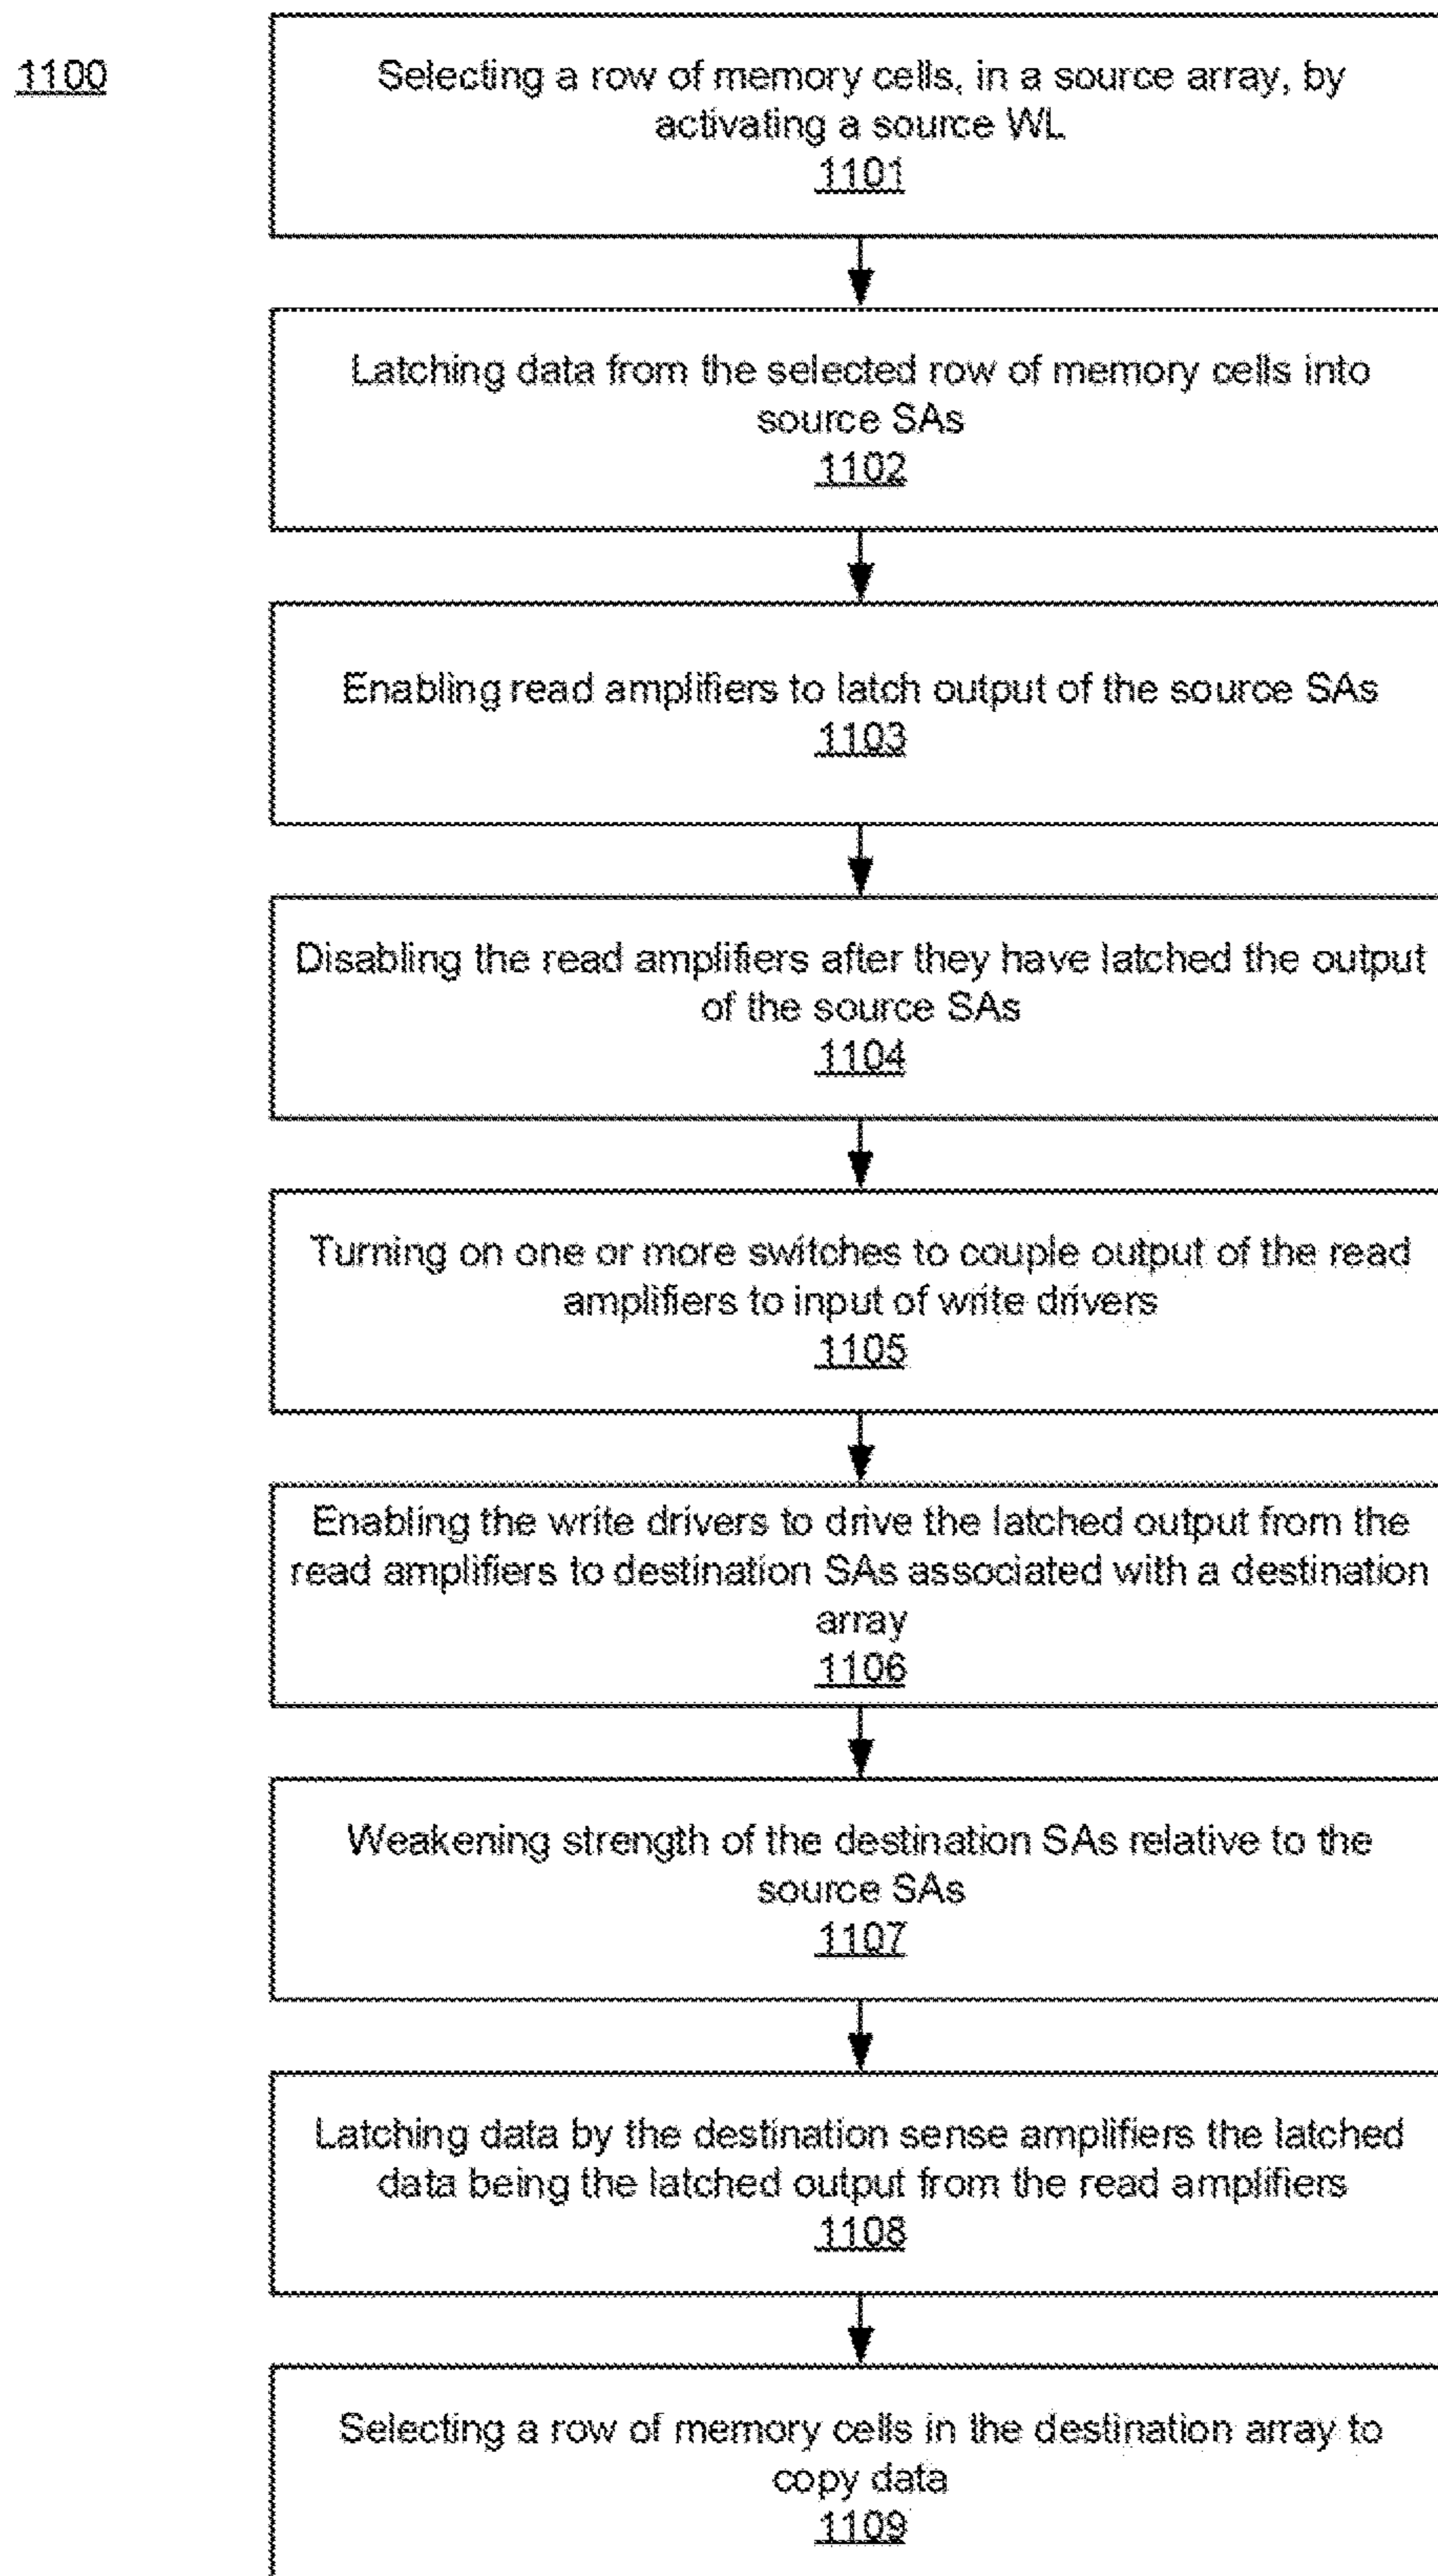 1100
Selecting a row of memory cells, in a source array, by
activating a source WL
1101
Latching data from the selected row of memory cells into
source SAs
1102
Enabling read amplifiers to latch output of the source SAs
1103
Disabling the read amplifiers after they have latched the output
of the source SAs
1104
Turning on one or more switches to couple output of the read
amplifiers to input of write drivers
1105
Enabling the write drivers to drive the latched output from the
read amplifiers to destination SAs associated with a destination
array
1106
Weakening strength of the destination SAs relative to the
source SAs
1107
Latching data by the destination sense amplifiers the latched
data being the latched output from the read amplifiers
1108
Selecting a row of memory cells in the destination array to
copy data
1109